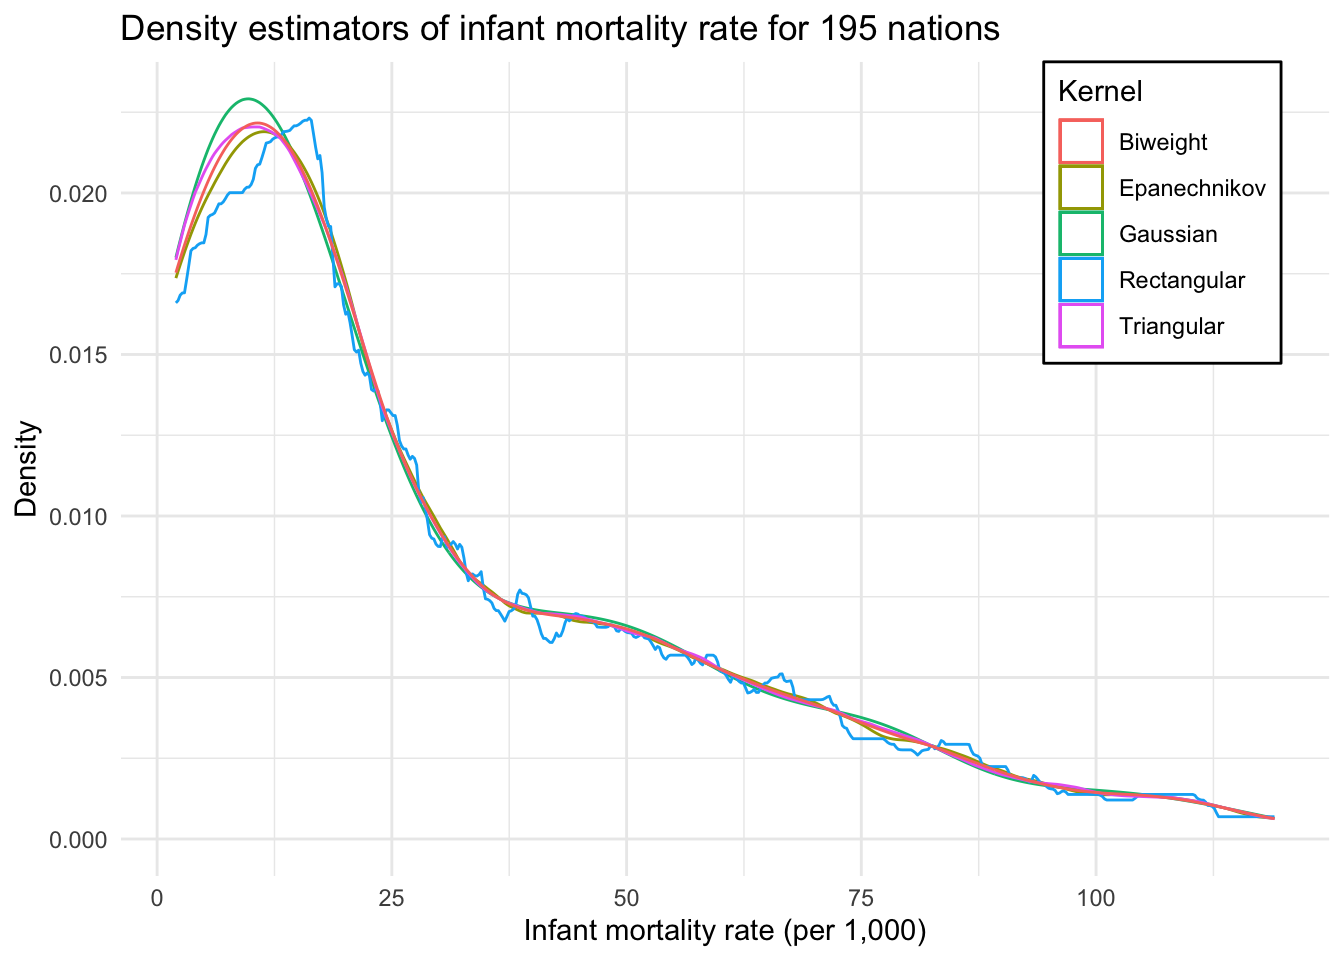 Density estimators of infant mortality rate for 195 nations
Kernel
Biweight
Epanechnikov
Gaussian
Rectangular
Triangular
Density
0.020
0.015
0.010
0.005
0.000
0 25 50 75 100
Infant mortality rate (per 1,000)